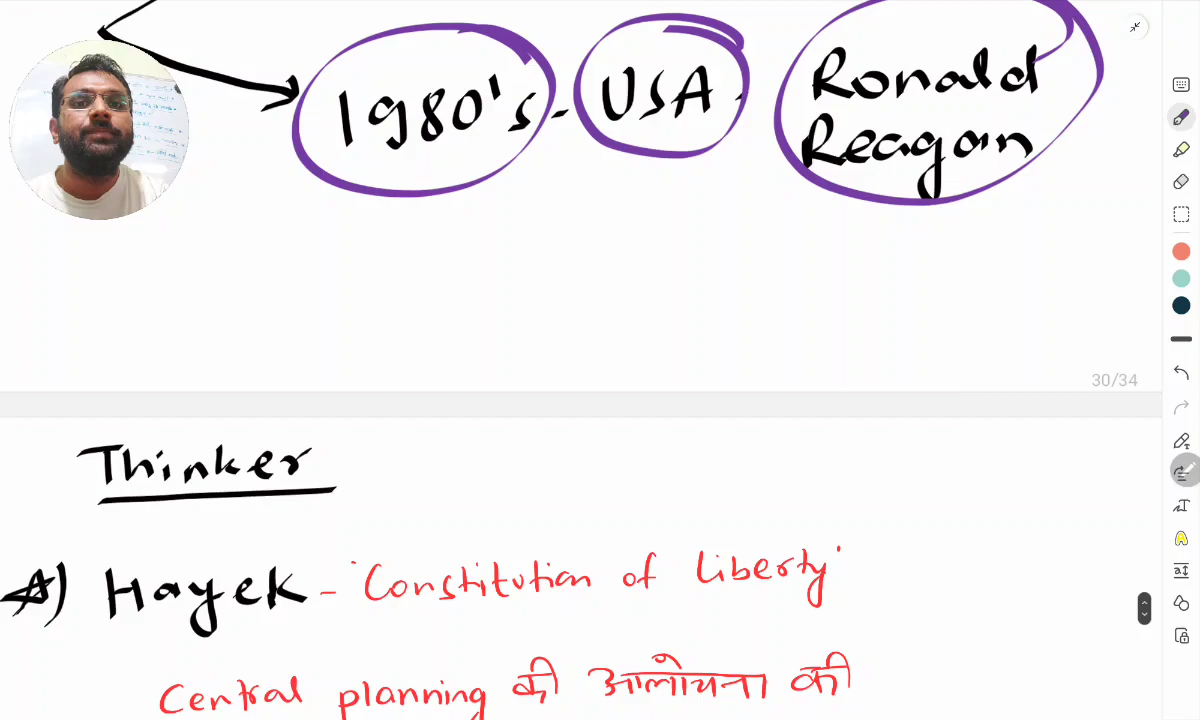 1980's - USA - Ronald
Reagan
30/34
Thinker
A) Hayek - 'Constitution of Liberty'
Central planning की आलोचना की